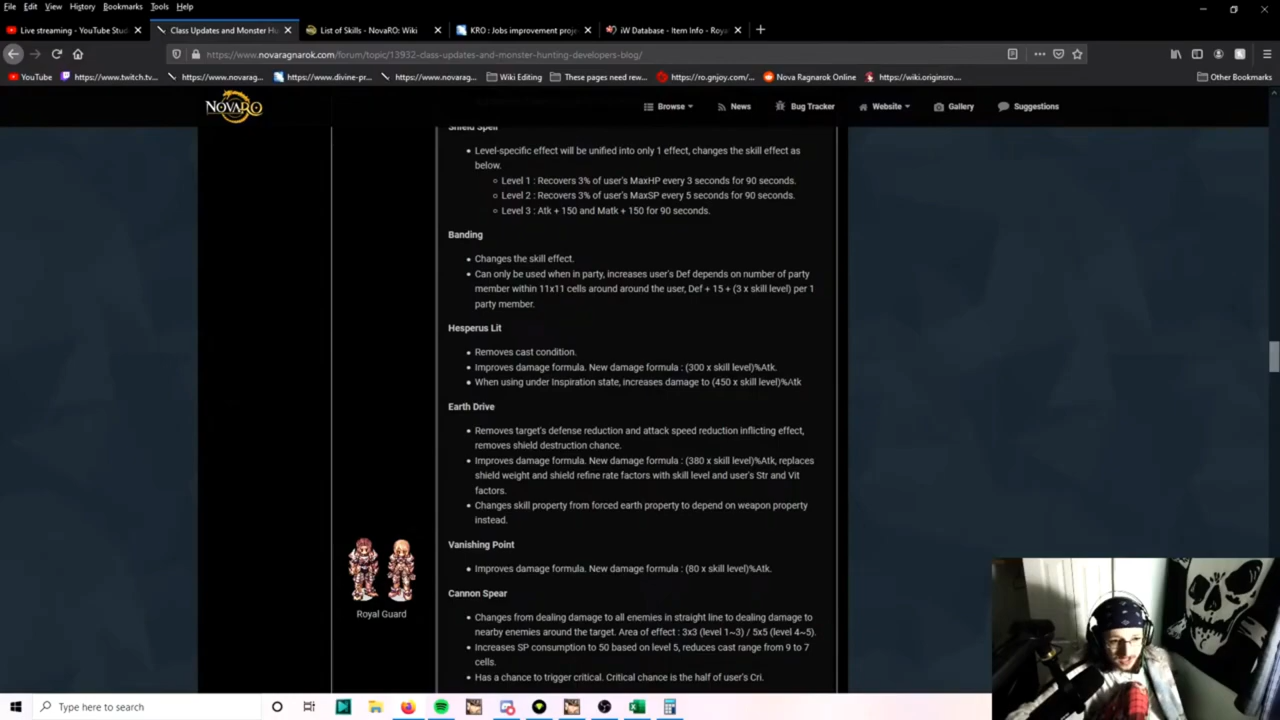 File Edit View History Bookmarks Tools Help
Live streaming - YouTube Stud
Class Updates and Monster Hu
List of Skills - NovaRO: Wiki
KRO : Jobs improvement proje
iW Database - Item Info - Roya
https://www.novaragnarok.com/forum/topic/13932-class-updates-and-monster-hunting-developers-blog/
YouTube https://www.twitch.tv... https://www.novarag... https://www.divine-pr... https://www.novarag... Wiki Editing These pages need rew... https://ro.gnjoy.com/... Nova Ragnarok Online https://wiki.originsro... Other Bookmarks
NOVARO Browse News Bug Tracker Website Gallery Suggestions
Shield Spell
Level-specific effect will be unified into only 1 effect, changes the skill effect as
below.
Level 1 : Recovers 3% of user's MaxHP every 3 seconds for 90 seconds.
Level 2 : Recovers 3% of user's MaxSP every 5 seconds for 90 seconds.
Level 3 : Atk + 150 and Matk + 150 for 90 seconds.
Banding
Changes the skill effect.
Can only be used when in party, increases user's Def depends on number of party
member within 11x11 cells around around the user, Def + 15 + (3 x skill level) per 1
party member.
Hesperus Lit
Removes cast condition.
Improves damage formula. New damage formula : (300 x skill level)%Atk.
When using under Inspiration state, increases damage to (450 x skill level)%Atk
Earth Drive
Removes target's defense reduction and attack speed reduction inflicting effect,
removes shield destruction chance.
Improves damage formula. New damage formula : (380 x skill level)%Atk, replaces
shield weight and shield refine rate factors with skill level and user's Str and Vit
factors.
Changes skill property from forced earth property to depend on weapon property
instead.
Vanishing Point
Improves damage formula. New damage formula : (80 x skill level)%Atk.
Royal Guard
Cannon Spear
Changes from dealing damage to all enemies in straight line to dealing damage to
nearby enemies around the target. Area of effect : 3x3 (level 1~3) / 5x5 (level 4~5).
Increases SP consumption to 50 based on level 5, reduces cast range from 9 to 7
cells.
Has a chance to trigger critical. Critical chance is the half of user's Cri.
Type here to search